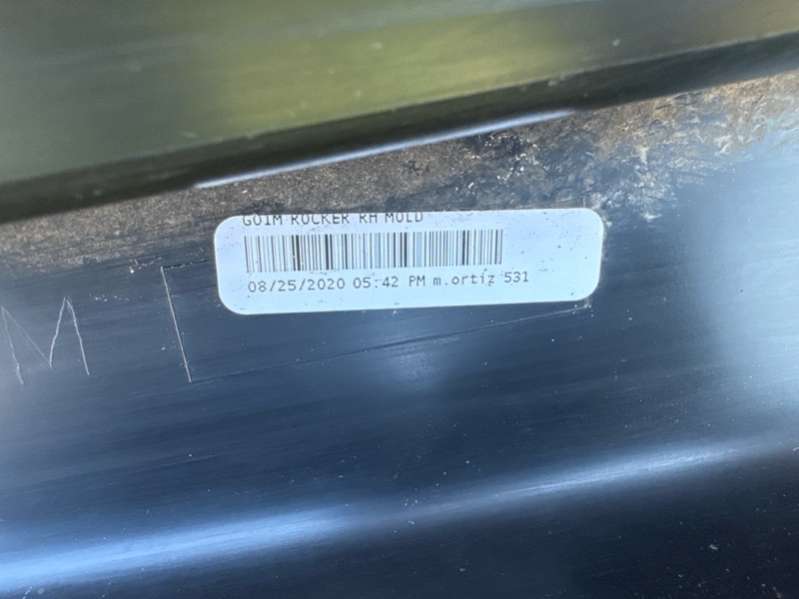 G01M ROCKER RH MOLD
08/25/2020 05:42 PM m.ortiz 531
M